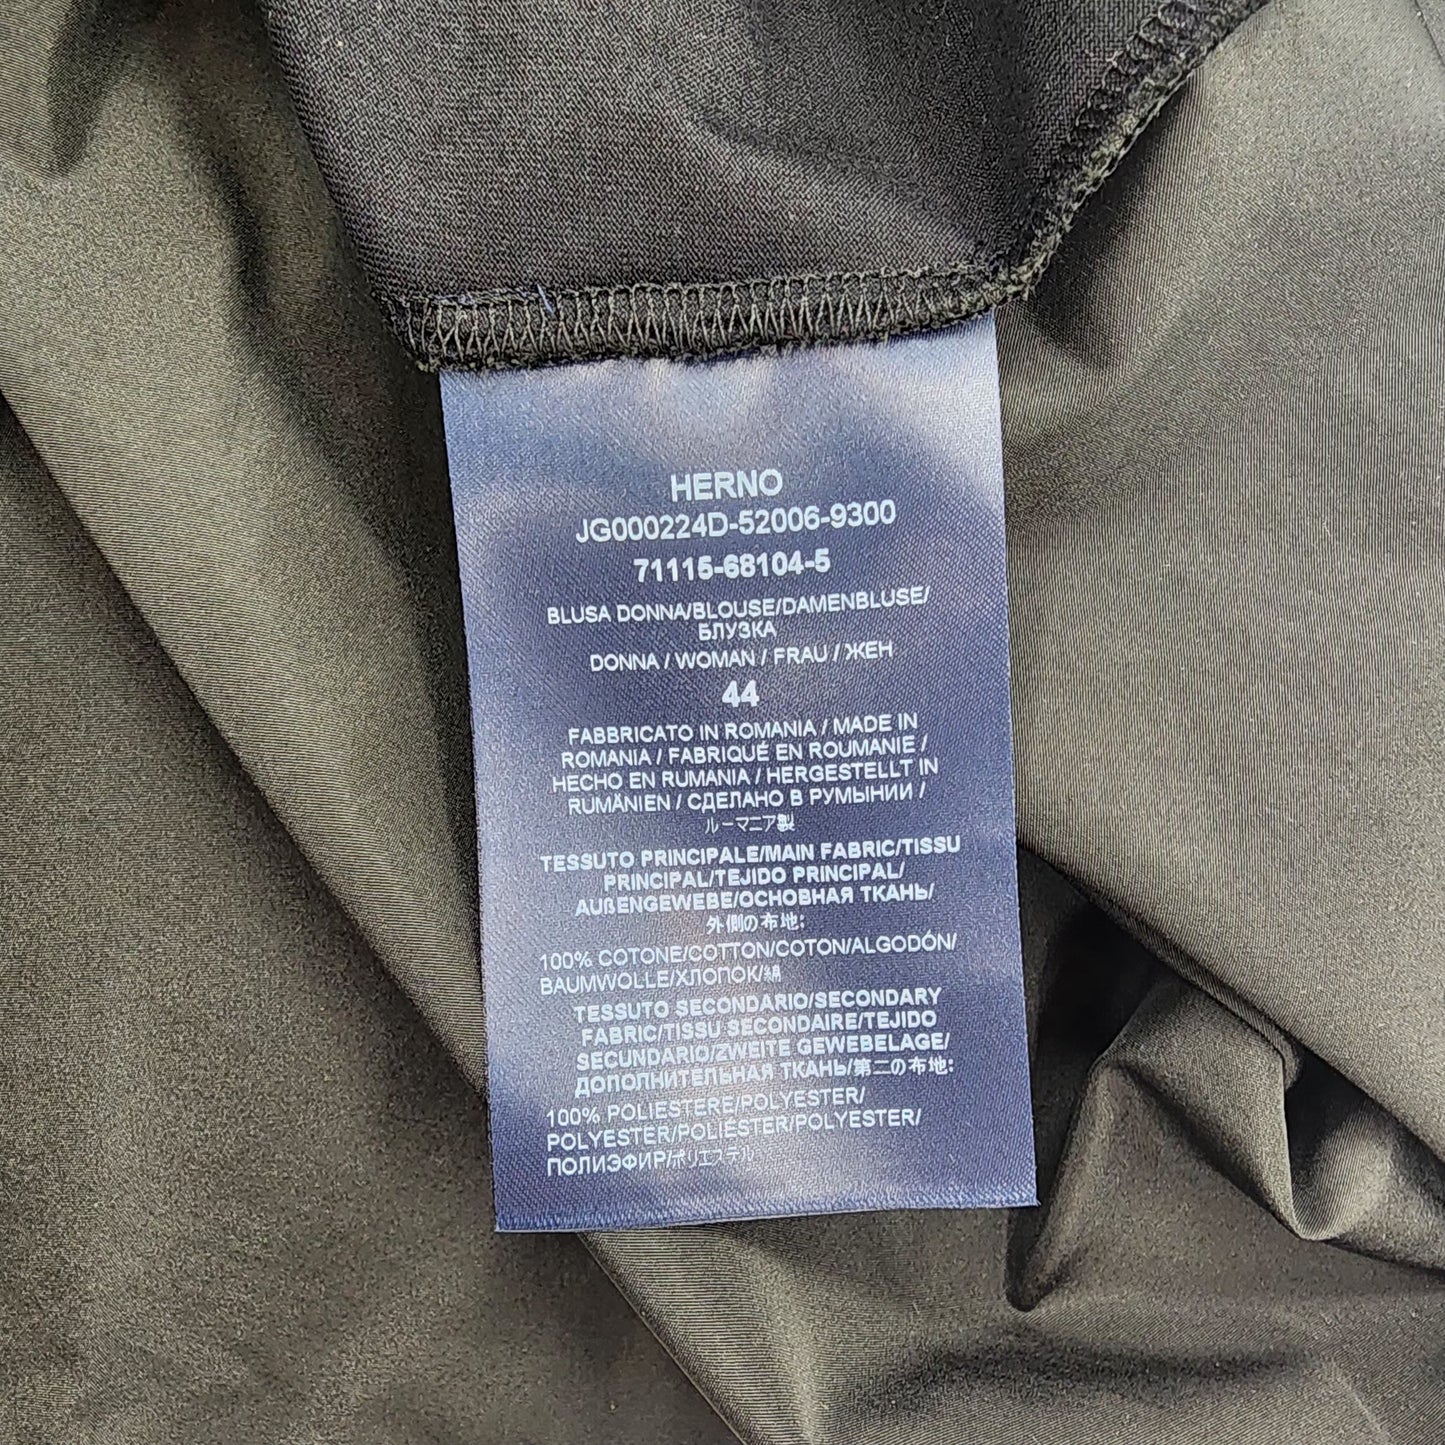 HERNO
JG000224D-52006-9300
71115-68104-5
BLUSA DONNA/BLOUSE/DAMENBLUSE/
БЛУЗКА
DONNA / WOMAN / FRAU / ЖЕН
44
FABBRICATO IN ROMANIA / MADE IN
ROMANIA / FABRIQUÉ EN ROUMANIE /
HECHO EN RUMANIA / HERGESTELLT IN
RUMÄNIEN / СДЕЛАНО В РУМЫНИИ /
ルーマニア製
TESSUTO PRINCIPALE/MAIN FABRIC/TISSU
PRINCIPAL/TEJIDO PRINCIPAL/
AUßENGEWEBE/ОСНОВНАЯ ТКАНЬ/
外側の布地:
100% COTONE/COTTON/COTON/ALGODÓN/
BAUMWOLLE/ХЛОПОК/綿
TESSUTO SECONDARIO/SECONDARY
FABRIC/TISSU SECONDAIRE/TEJIDO
SECUNDARIO/ZWEITE GEWEBELAGE/
ДОПОЛНИТЕЛЬНАЯ ТКАНЬ/第二の布地:
100% POLIESTERE/POLYESTER/
POLYESTER/POLIÉSTER/POLYESTER/
ПОЛИЭФИР/ポリエステル